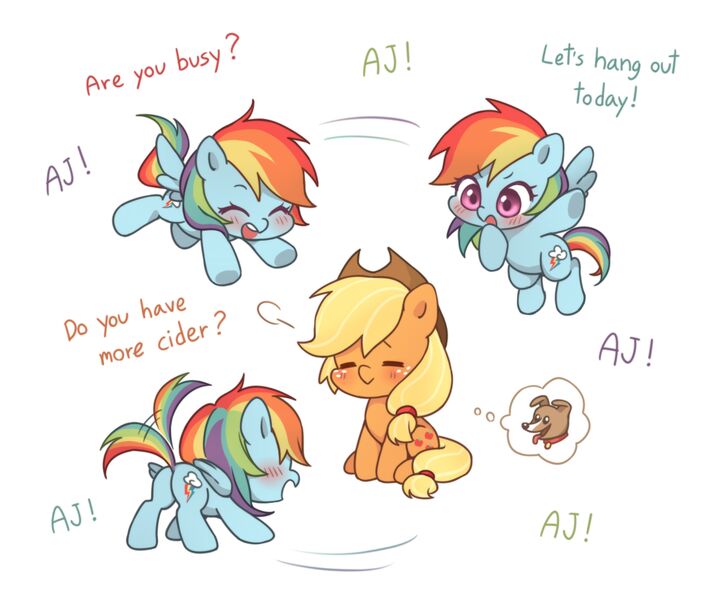 Are you busy?
AJ!
Let's hang out
today!
AJ!
Do you have
more cider?
AJ!
AJ!
AJ!